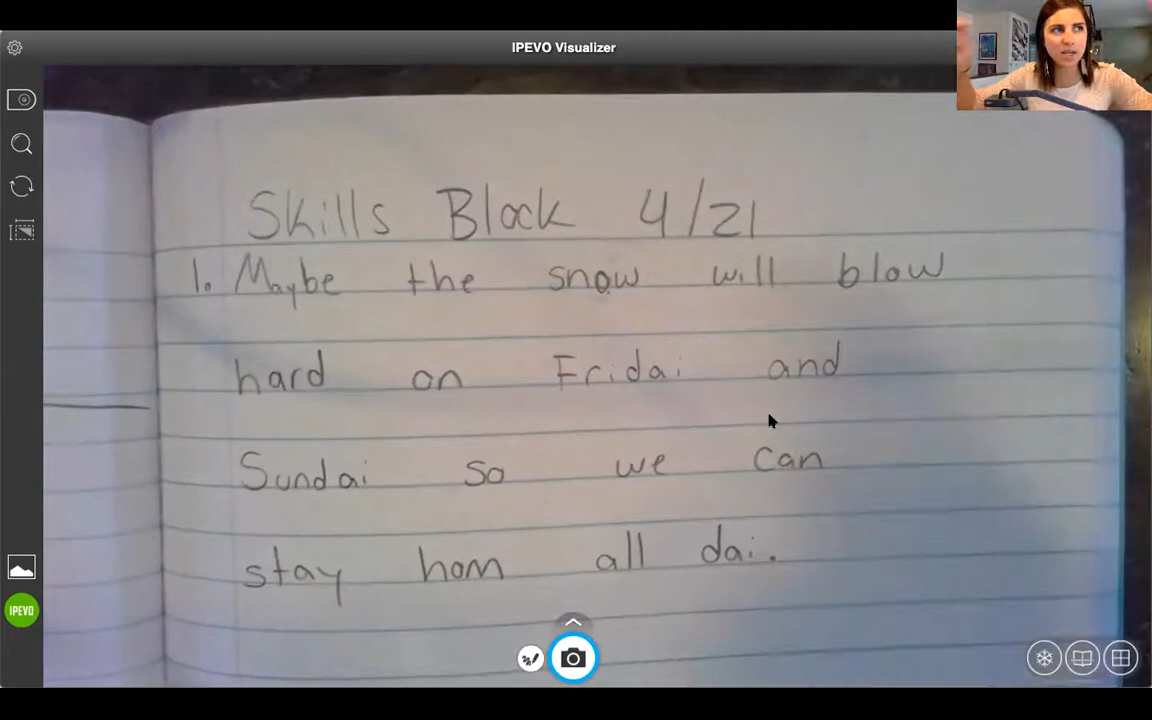 IPEVO Visualizer
Skills Block 4/21
1. Maybe the snow will blow
hard on Fridai and
Sundai so we can
stay hom all dai.
IPEVO